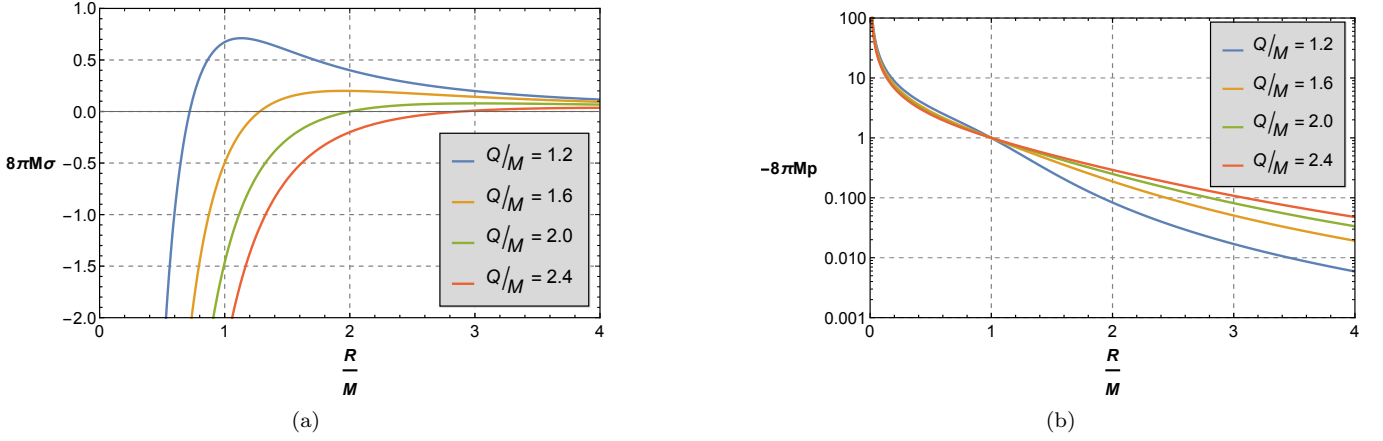 1.0
0.5
0.0
-0.5
-1.0
-1.5
-2.0
8πMσ
0 1 2 3 4
R
M
Q/M = 1.2
Q/M = 1.6
Q/M = 2.0
Q/M = 2.4
(a)
100
10
1
0.100
0.010
0.001
-8πMp
0 1 2 3 4
R
M
Q/M = 1.2
Q/M = 1.6
Q/M = 2.0
Q/M = 2.4
(b)